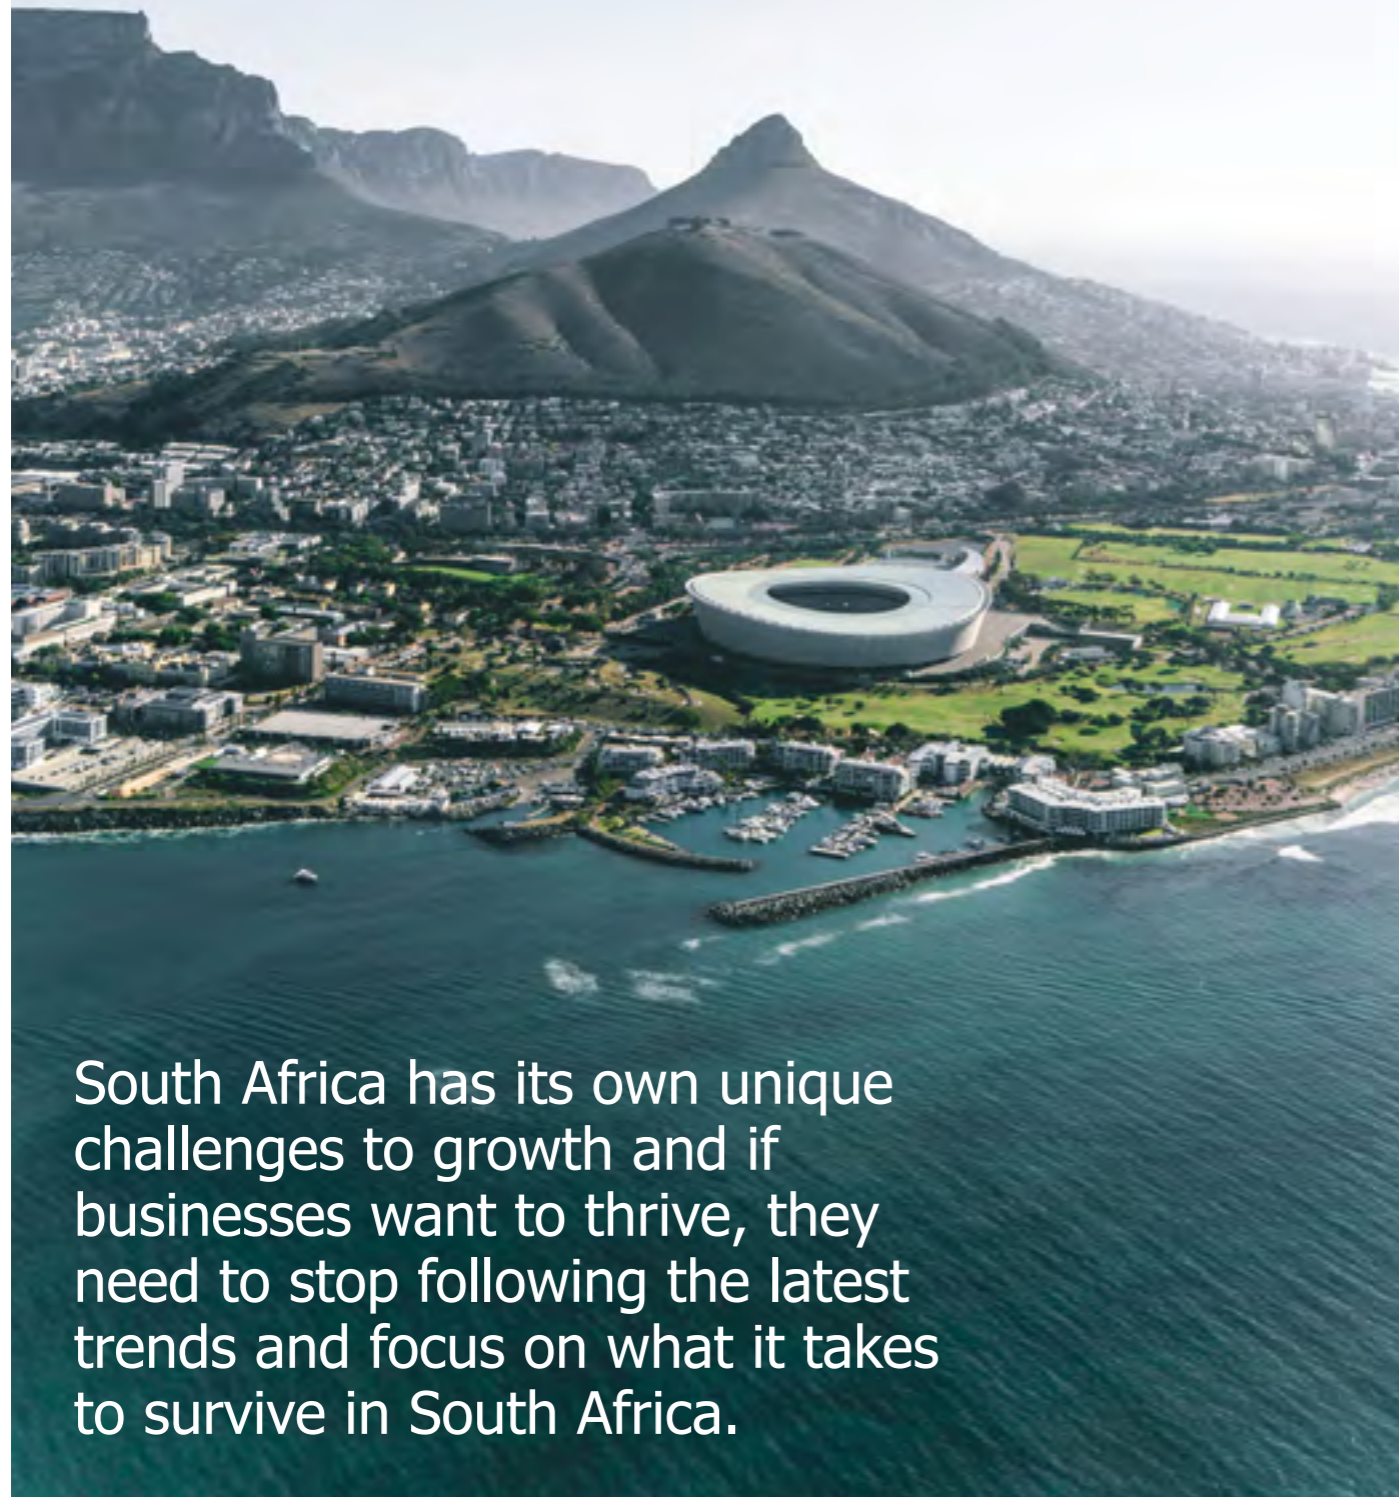 South Africa has its own unique
challenges to growth and if
businesses want to thrive, they
need to stop following the latest
trends and focus on what it takes
to survive in South Africa.